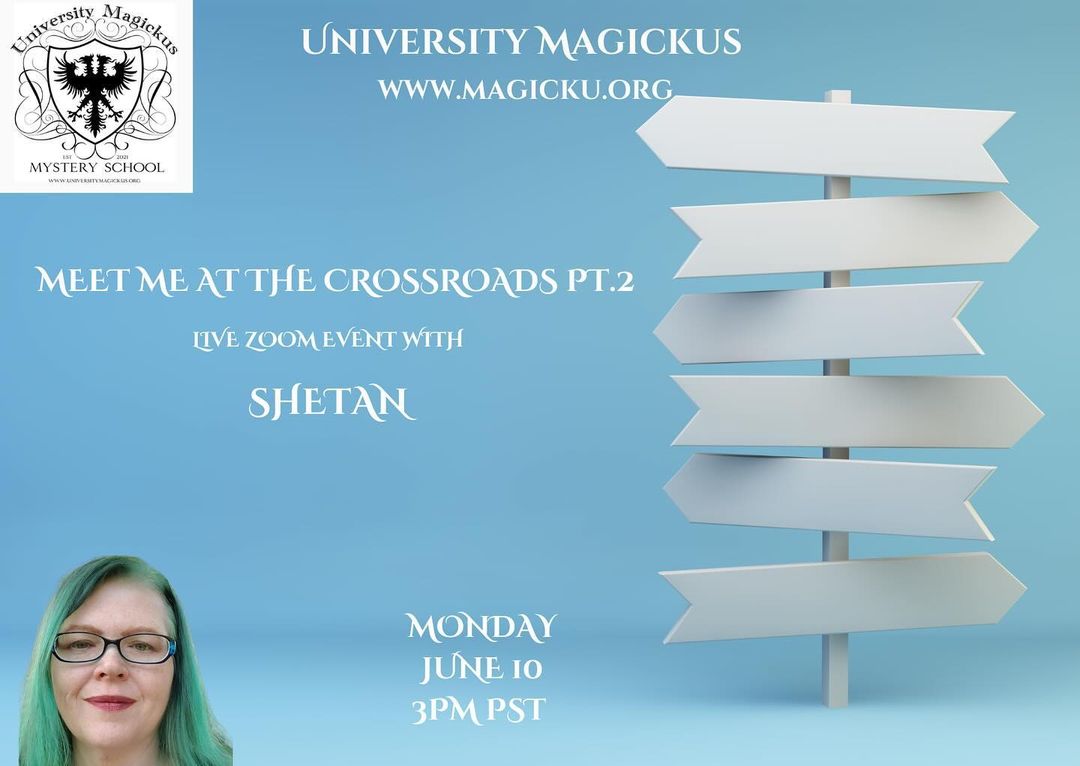 University Magickus
EST 2021
MYSTERY SCHOOL
WWW.UNIVERSITYMAGICKUS.ORG
UNIVERSITY MAGICKUS
WWW.MAGICKU.ORG
MEET ME AT THE CROSSROADS PT.2
LIVE ZOOM EVENT WITH
SHETAN
MONDAY
JUNE 10
3PM PST